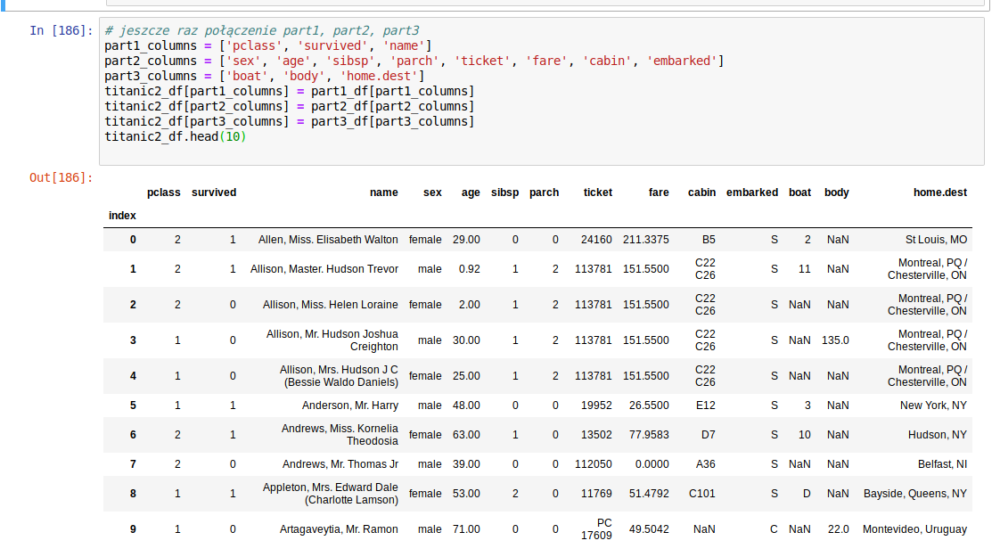 In [186]:
# jeszcze raz połączenie part1, part2, part3
part1_columns = ['pclass', 'survived', 'name']
part2_columns = ['sex', 'age', 'sibsp', 'parch', 'ticket', 'fare', 'cabin', 'embarked']
part3_columns = ['boat', 'body', 'home.dest']
titanic2_df[part1_columns] = part1_df[part1_columns]
titanic2_df[part2_columns] = part2_df[part2_columns]
titanic2_df[part3_columns] = part3_df[part3_columns]
titanic2_df.head(10)
Out[186]:
pclass survived name sex age sibsp parch ticket fare cabin embarked boat body home.dest
index
0 2 1 Allen, Miss. Elisabeth Walton female 29.00 0 0 24160 211.3375 B5 S 2 NaN St Louis, MO
1 2 1 Allison, Master. Hudson Trevor male 0.92 1 2 113781 151.5500 C22 C26 S 11 NaN Montreal, PQ / Chesterville, ON
2 2 0 Allison, Miss. Helen Loraine female 2.00 1 2 113781 151.5500 C22 C26 S NaN NaN Montreal, PQ / Chesterville, ON
3 1 0 Allison, Mr. Hudson Joshua Creighton male 30.00 1 2 113781 151.5500 C22 C26 S NaN 135.0 Montreal, PQ / Chesterville, ON
4 1 0 Allison, Mrs. Hudson J C (Bessie Waldo Daniels) female 25.00 1 2 113781 151.5500 C22 C26 S NaN NaN Montreal, PQ / Chesterville, ON
5 1 1 Anderson, Mr. Harry male 48.00 0 0 19952 26.5500 E12 S 3 NaN New York, NY
6 2 1 Andrews, Miss. Kornelia Theodosia female 63.00 1 0 13502 77.9583 D7 S 10 NaN Hudson, NY
7 2 0 Andrews, Mr. Thomas Jr male 39.00 0 0 112050 0.0000 A36 S NaN NaN Belfast, NI
8 1 1 Appleton, Mrs. Edward Dale (Charlotte Lamson) female 53.00 2 0 11769 51.4792 C101 S D NaN Bayside, Queens, NY
9 1 0 Artagaveytia, Mr. Ramon male 71.00 0 0 PC 17609 49.5042 NaN C NaN 22.0 Montevideo, Uruguay